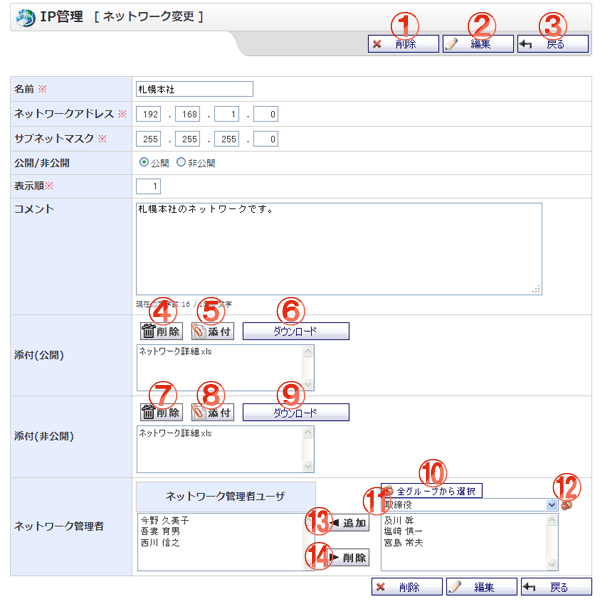 IP管理 [ ネットワーク変更 ]
① ② ③
削除 編集 戻る
名前 ※ 札幌本社
ネットワークアドレス ※ 192 . 168 . 1 . 0
サブネットマスク ※ 255 . 255 . 255 . 0
公開/非公開 公開 非公開
表示順※ 1
コメント 札幌本社のネットワークです。
④ ⑤ ⑥
削除 添付 ダウンロード
添付(公開) ネットワーク詳細.xls
⑦ ⑧ ⑨
削除 添付 ダウンロード
添付(非公開) ネットワーク詳細.xls
⑩
ネットワーク管理者ユーザ 全グループから選択
⑪ 取締役 ⑫
ネットワーク管理者
今野 久美子
吾妻 育男
西川 信之
⑬ 追加
⑭ 削除
及川 眞
塩崎 慎一
宮島 常夫
削除 編集 戻る